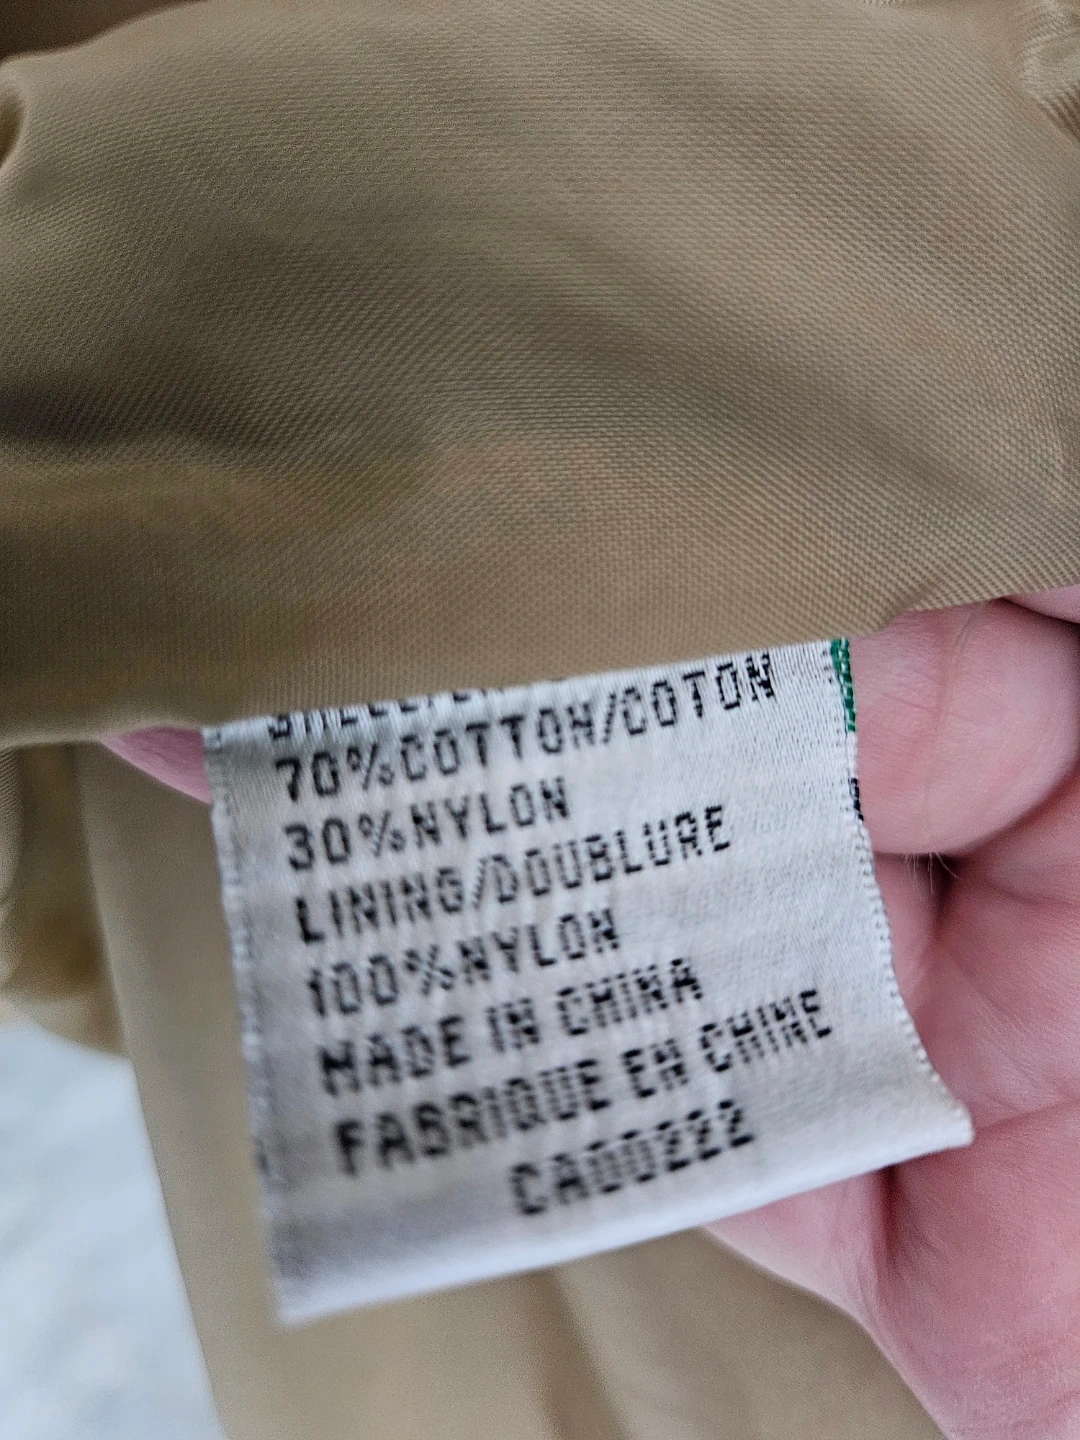 70%COTTON/COTON
30%NYLON
LINING/DOUBLURE
100%NYLON
MADE IN CHINA
FABRIQUE EN CHINE
CA00222